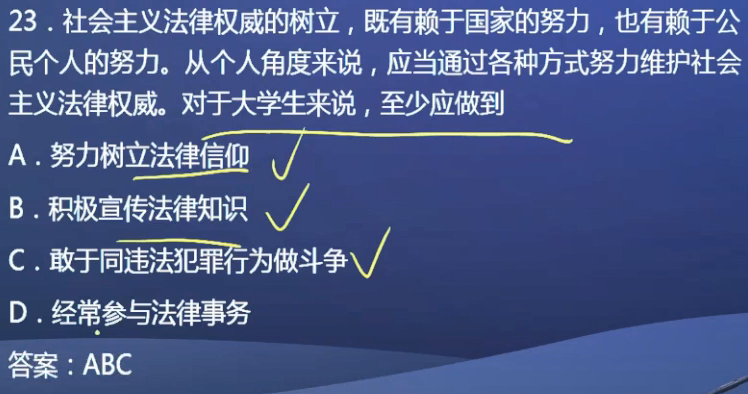 23．社会主义法律权威的树立，既有赖于国家的努力，也有赖于公
民个人的努力。从个人角度来说，应当通过各种方式努力维护社会
主义法律权威。对于大学生来说，至少应做到
A．努力树立法律信仰
B．积极宣传法律知识
C．敢于同违法犯罪行为做斗争
D．经常参与法律事务
答案：ABC